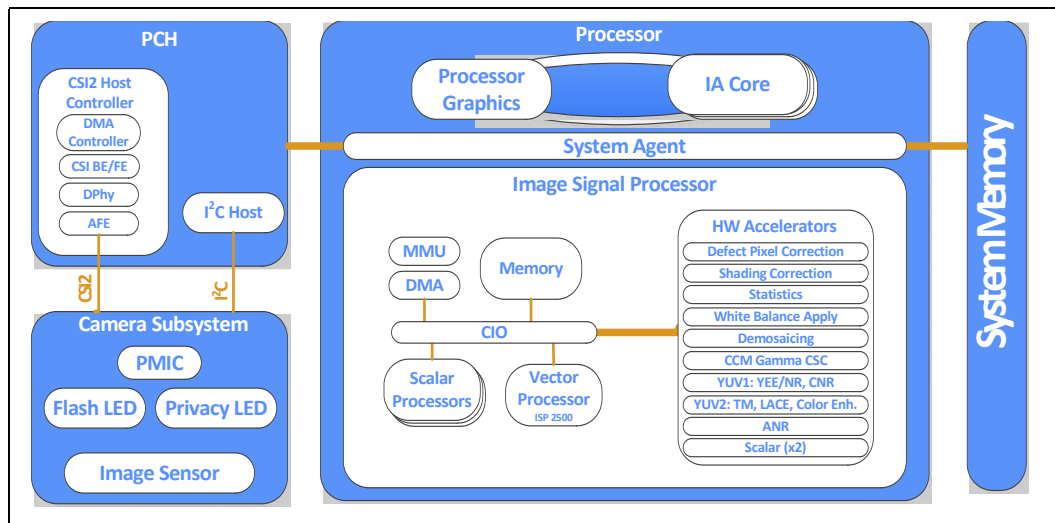 PCH
CSI2 Host
Controller
DMA
Controller
CSI BE/FE
DPhy
AFE
I²C Host
CSI2
I²C
Camera Subsystem
PMIC
Flash LED
Privacy LED
Image Sensor
Processor
Processor
Graphics
IA Core
System Agent
Image Signal Processor
MMU
DMA
Memory
CIO
Scalar
Processors
Vector
Processor
ISP 2500
HW Accelerators
Defect Pixel Correction
Shading Correction
Statistics
White Balance Apply
Demosaicing
CCM Gamma CSC
YUV1: YEE/NR, CNR
YUV2: TM, LACE, Color Enh.
ANR
Scalar (x2)
System Memory